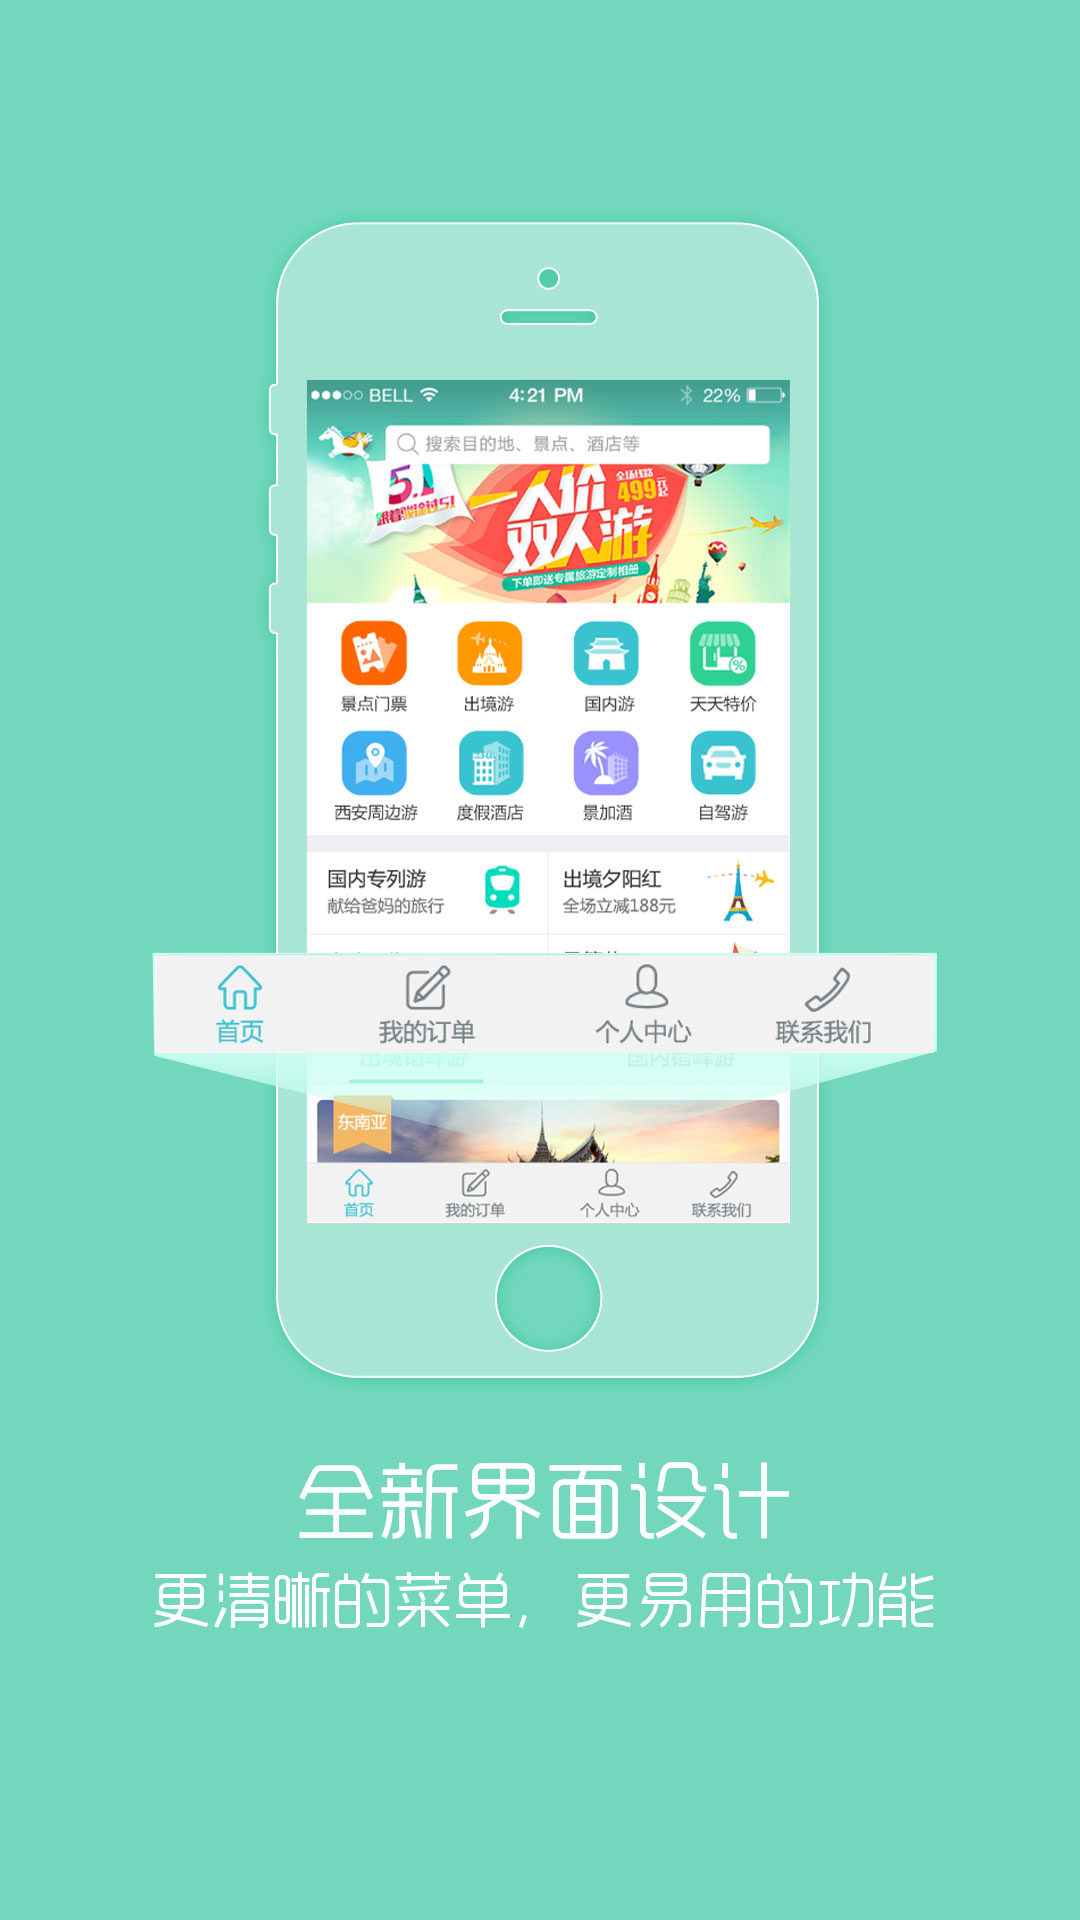 BELL 4:21 PM 22%
搜索目的地、景点、酒店等
5.1
一人价
全场线路
499元起
双人游
下单即送专属旅游定制相册
景点门票 出境游 国内游 天天特价
西安周边游 度假酒店 景加酒 自驾游
国内专列游 出境夕阳红
献给爸妈的旅行 全场立减188元
首页 我的订单 个人中心 联系我们
出境错峰游 国内错峰游
东南亚
首页 我的订单 个人中心 联系我们
全新界面设计
更清晰的菜单，更易用的功能